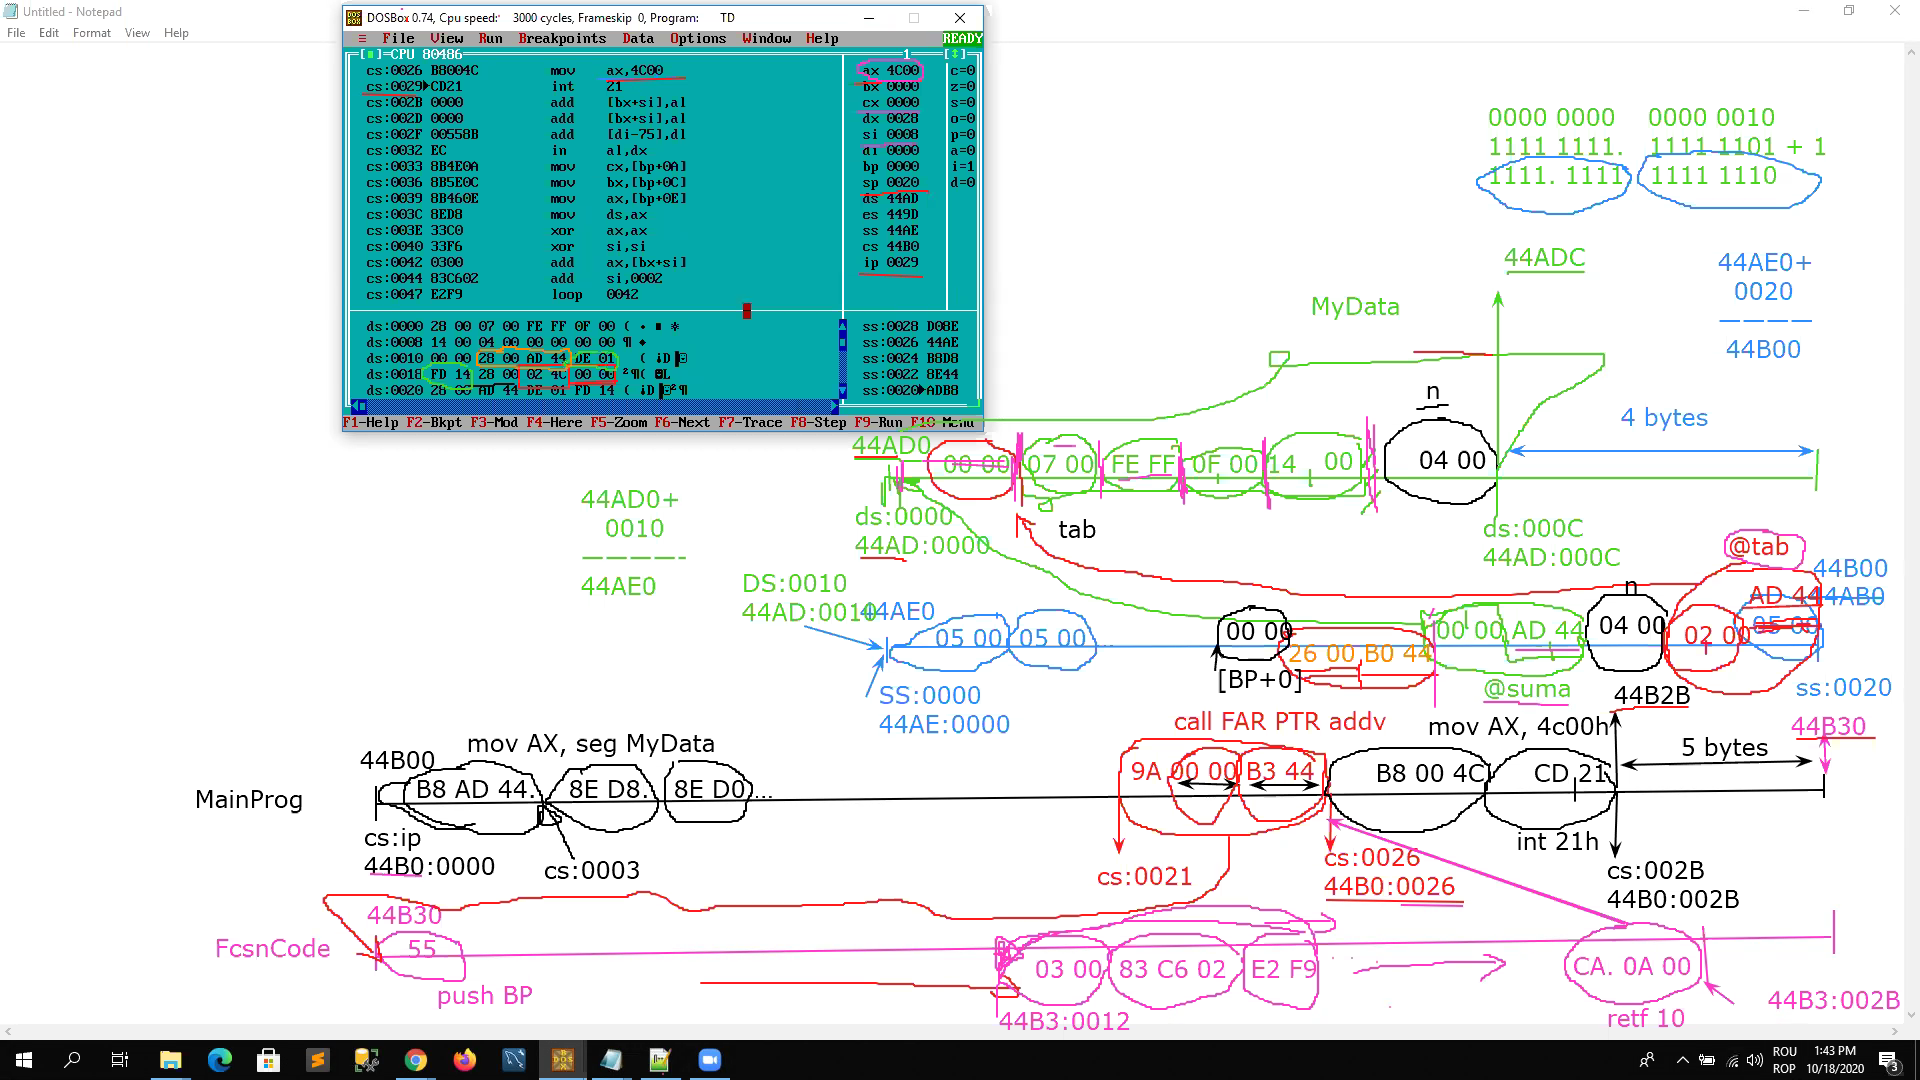 Untitled - Notepad
File Edit Format View Help
DOSBox 0.74, Cpu speed: 3000 cycles, Frameskip 0, Program: TD
≡ File View Run Breakpoints Data Options Window Help READY
[■]=CPU 80486 1 [↕]
cs:0026 B8004C mov ax,4C00 ax 4C00 c=0
cs:0029►CD21 int 21 bx 0000 z=0
cs:002B 0000 add [bx+si],al cx 0000 s=0
cs:002D 0000 add [bx+si],al dx 0028 o=0
cs:002F 00558B add [di-75],dl si 0008 p=0
cs:0032 EC in al,dx di 0000 a=0
cs:0033 8B4E0A mov cx,[bp+0A] bp 0000 i=1
cs:0036 8B5E0C mov bx,[bp+0C] sp 0020 d=0
cs:0039 8B460E mov ax,[bp+0E] ds 44AD
cs:003C 8ED8 mov ds,ax es 449D
cs:003E 33C0 xor ax,ax ss 44AE
cs:0040 33F6 xor si,si cs 44B0
cs:0042 0300 add ax,[bx+si] ip 0029
cs:0044 83C602 add si,0002
cs:0047 E2F9 loop 0042
ds:0000 28 00 07 00 FE FF 0F 00 ( • ■ * ss:0028 D08E
ds:0008 14 00 04 00 00 00 00 00 ¶ ♦ ss:0026 44AE
ds:0010 00 00 28 00 AD 44 DE 01 ( ¡D ss:0024 B8D8
ds:0018 FD 14 28 00 02 4C 00 00 ²¶( L ss:0022 8E44
ds:0020 28 00 AD 44 DE 01 FD 14 ( ¡D ²¶ ss:0020►ADB8
F1-Help F2-Bkpt F3-Mod F4-Here F5-Zoom F6-Next F7-Trace F8-Step F9-Run F10-Menu
0000 0000 0000 0010
1111 1111. 1111 1101 + 1
1111. 1111 1111 1110
44ADC
44AE0+
0020
— — — —
44B00
MyData
n
4 bytes
44AD0
00 00 07 00 FE FF 0F 00 14 00 04 00
44AD0+
0010
— — — — -
44AE0
ds:0000
44AD:0000
tab
ds:000C
44AD:000C
@tab
DS:0010
44AD:0010
44AE0
n
44B00
AD 44
44AB0
05 00 05 00 ...
00 00
26 00 B0 44
00 00 AD 44
04 00
02 00
05 00
[BP+0]
@suma
SS:0000
44AE:0000
44B2B
ss:0020
call FAR PTR addv
mov AX, 4c00h
44B30
mov AX, seg MyData
44B00
5 bytes
MainProg
B8 AD 44. 8E D8. 8E D0 ...
9A 00 00 B3 44
B8 00 4C
CD 21
cs:ip
44B0:0000
cs:0003
int 21h
cs:0021
cs:0026
44B0:0026
cs:002B
44B0:002B
44B30
FcsnCode
55
push BP
03 00 83 C6 02 E2 F9
CA. 0A 00
44B3:0012
retf 10
44B3:002B
ROU
ROP
1:43 PM
10/18/2020
3